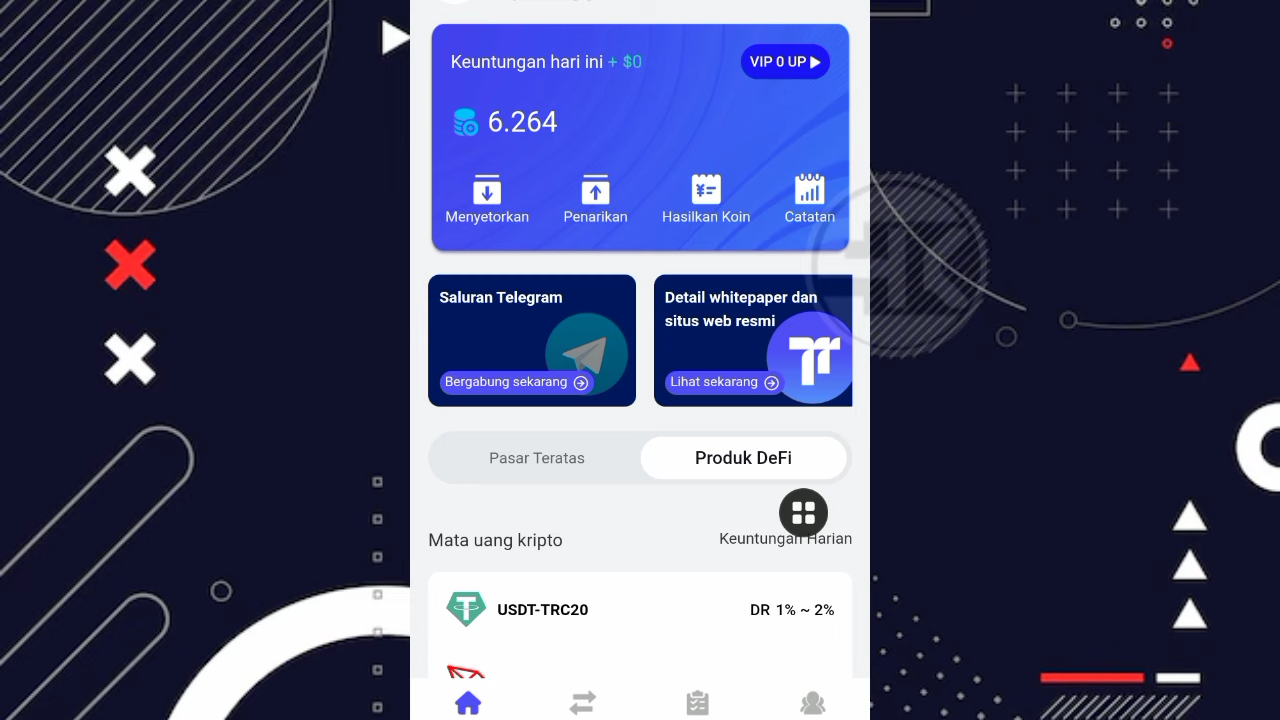 Keuntungan hari ini + $0
VIP 0 UP
6.264
Menyetorkan
Penarikan
Hasilkan Koin
Catatan
Saluran Telegram
Bergabung sekarang
Detail whitepaper dan
situs web resmi
Lihat sekarang
Pasar Teratas
Produk DeFi
Mata uang kripto
Keuntungan Harian
USDT-TRC20
DR 1% ~ 2%